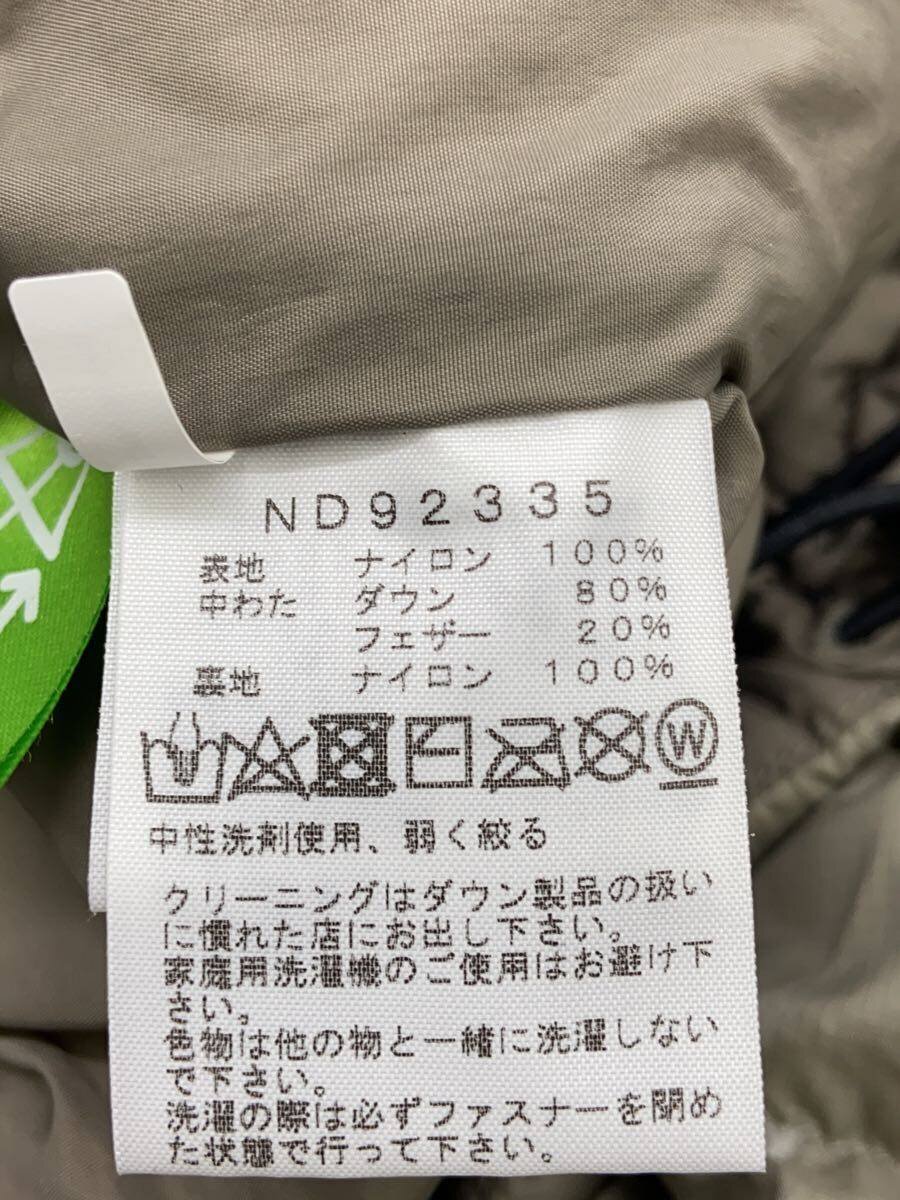 ND92335
表地 ナイロン 100%
中わた ダウン 80%
フェザー 20%
裏地 ナイロン 100%
W
中性洗剤使用、弱く絞る
クリーニングはダウン製品の扱い
に慣れた店にお出し下さい。
家庭用洗濯機のご使用はお避け下
さい。
色物は他の物と一緒に洗濯しない
で下さい。
洗濯の際は必ずファスナーを閉め
た状態で行って下さい。